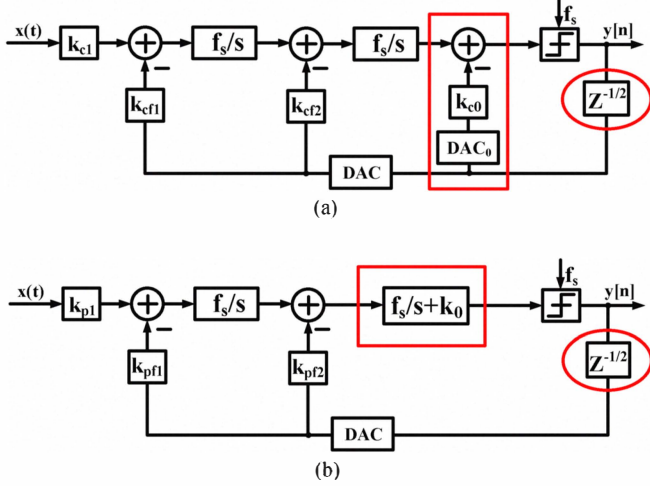 f_s
x(t)
k_c1
f_s/s
f_s/s
y[n]
k_cf1
k_cf2
k_c0
Z^-1/2
DAC_0
DAC
(a)
f_s
x(t)
k_p1
f_s/s
f_s/s+k_0
y[n]
k_pf1
k_pf2
Z^-1/2
DAC
(b)